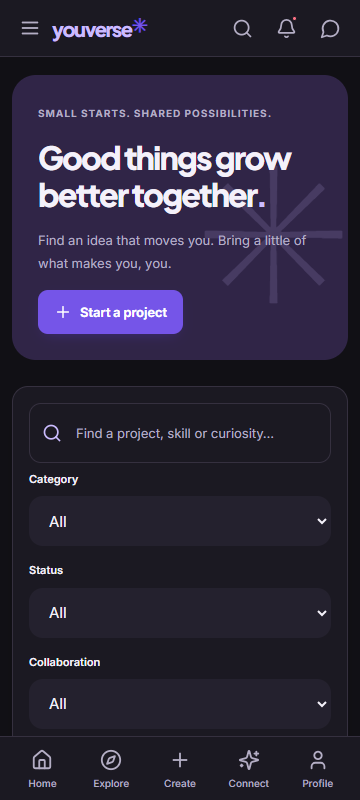 youverse
SMALL STARTS. SHARED POSSIBILITIES.
Good things grow
better together.
Find an idea that moves you. Bring a little of
what makes you, you.
Start a project
Find a project, skill or curiosity...
Category
All
Status
All
Collaboration
All
Home
Explore
Create
Connect
Profile